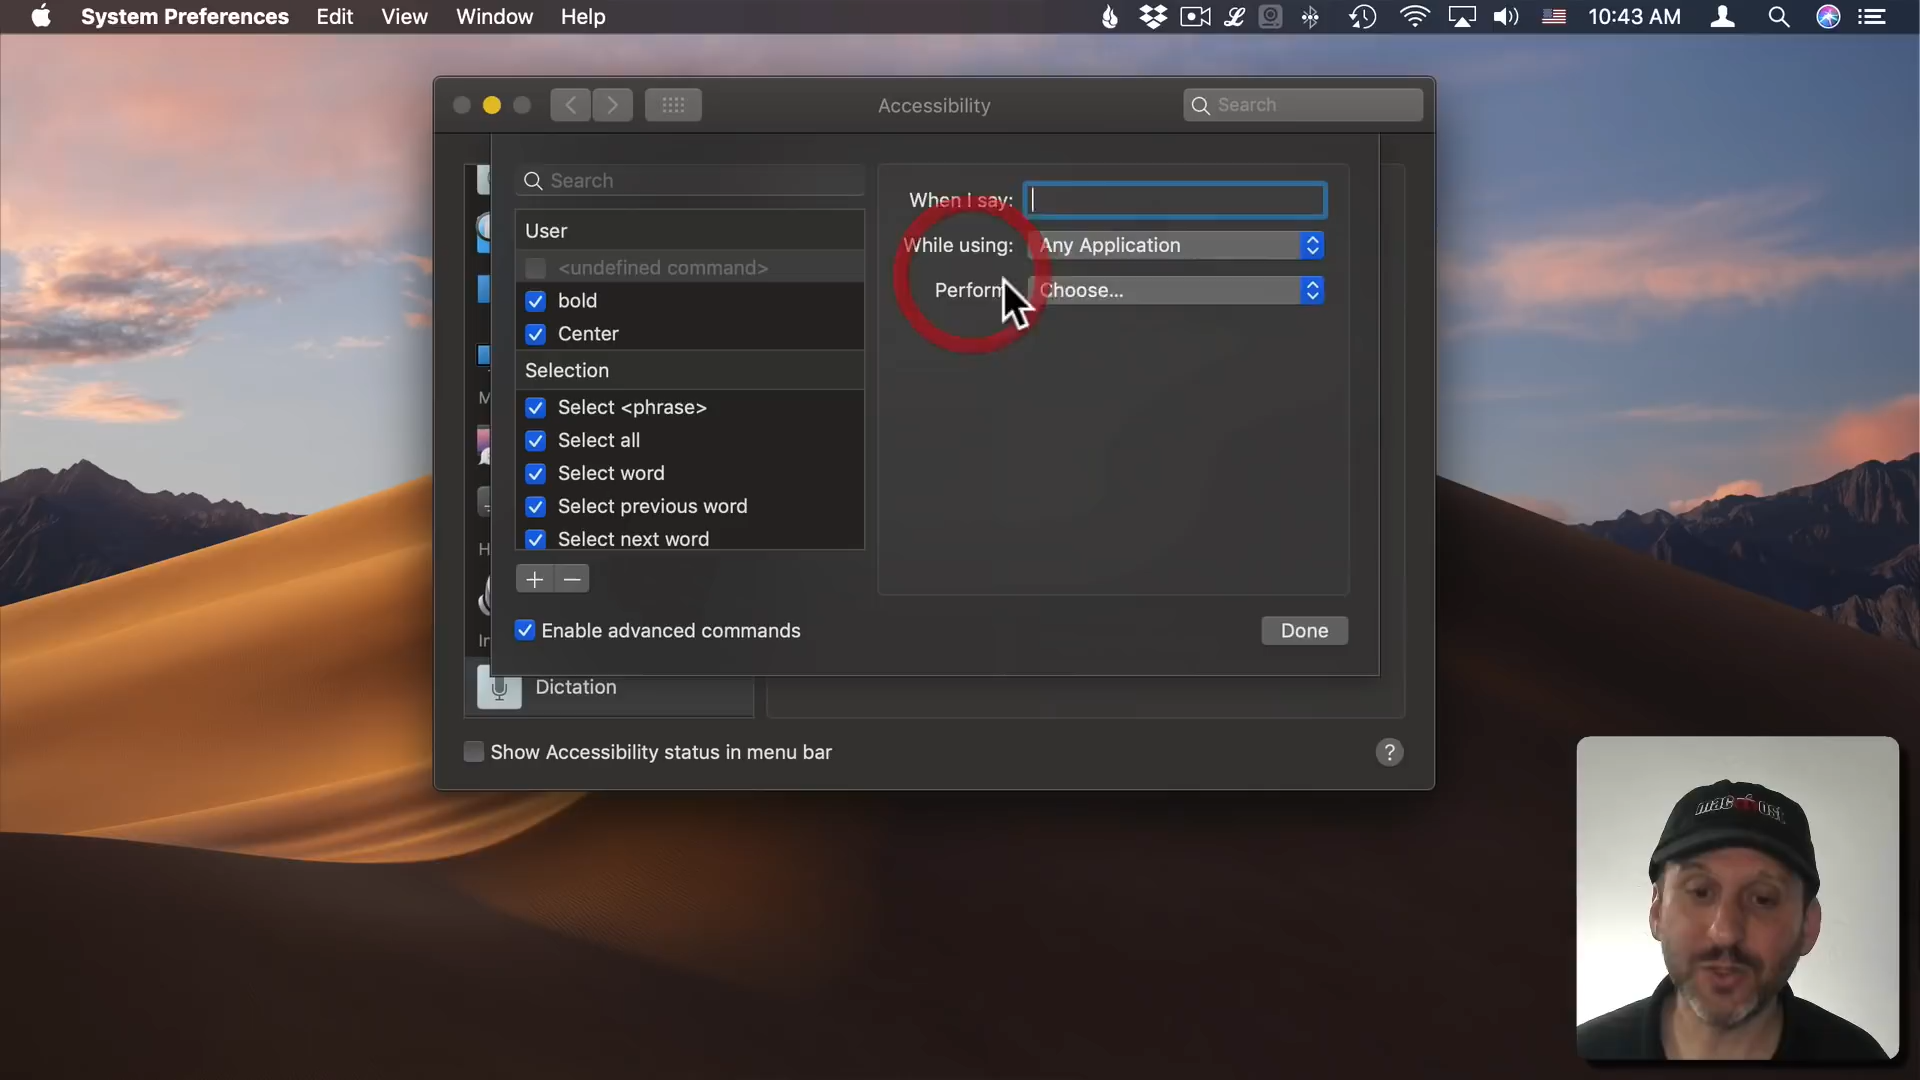 System Preferences Edit View Window Help 10:43 AM
Accessibility
Search
Search
User
<undefined command>
bold
Center
Selection
Select <phrase>
Select all
Select word
Select previous word
Select next word
+ −
Enable advanced commands
When I say:
While using: Any Application
Perform Choose...
Done
Dictation
Show Accessibility status in menu bar
?